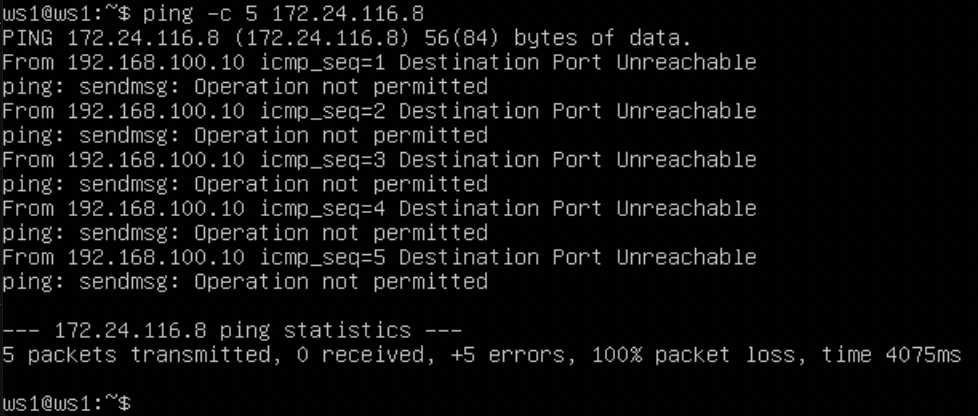 ws1@ws1:~$ ping -c 5 172.24.116.8
PING 172.24.116.8 (172.24.116.8) 56(84) bytes of data.
From 192.168.100.10 icmp_seq=1 Destination Port Unreachable
ping: sendmsg: Operation not permitted
From 192.168.100.10 icmp_seq=2 Destination Port Unreachable
ping: sendmsg: Operation not permitted
From 192.168.100.10 icmp_seq=3 Destination Port Unreachable
ping: sendmsg: Operation not permitted
From 192.168.100.10 icmp_seq=4 Destination Port Unreachable
ping: sendmsg: Operation not permitted
From 192.168.100.10 icmp_seq=5 Destination Port Unreachable
ping: sendmsg: Operation not permitted
--- 172.24.116.8 ping statistics ---
5 packets transmitted, 0 received, +5 errors, 100% packet loss, time 4075ms
ws1@ws1:~$